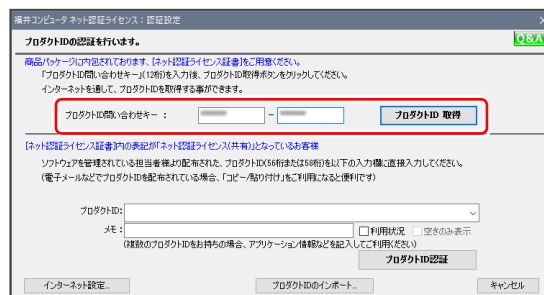 福井コンピュータ ネット認証ライセンス：認証設定
プロダクトIDの認証を行います。
Q&A
商品パッケージに内包されております、[ネット認証ライセンス証書]をご用意ください。
「プロダクトID問い合わせキー」(12桁)を入力後、プロダクトID取得ボタンをクリックしてください。
インターネットを通して、プロダクトIDを取得する事ができます。
プロダクトID問い合わせキー： － プロダクトID 取得
[ネット認証ライセンス証書]内の表記が「ネット認証ライセンス(共有)」となっているお客様
ソフトウェアを管理されている担当者様より配布された、プロダクトID(56桁または58桁)を以下の入力欄に直接入力してください。
(電子メールなどでプロダクトIDを配布されている場合、「コピー/貼り付け」をご利用になると便利です)
プロダクトID:
メモ： 利用状況 空きのみ表示
(複数のプロダクトIDをお持ちの場合、アプリケーション情報などを記入してご利用ください)
プロダクトID認証
インターネット設定... プロダクトIDのインポート... キャンセル